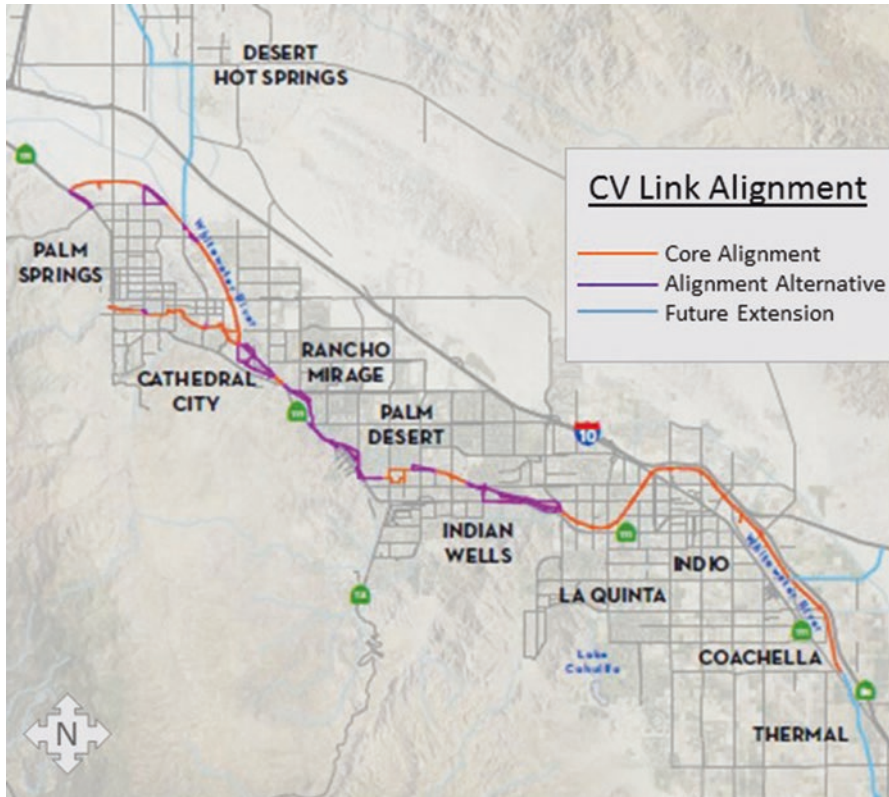 DESERT
HOT SPRINGS
CV Link Alignment
Core Alignment
Alignment Alternative
Future Extension
PALM
SPRINGS
Whitewater River
RANCHO
MIRAGE
CATHEDRAL
CITY
PALM
DESERT
10
INDIAN
WELLS
INDIO
Whitewater River
LA QUINTA
Lake
COACHELLA
THERMAL
N